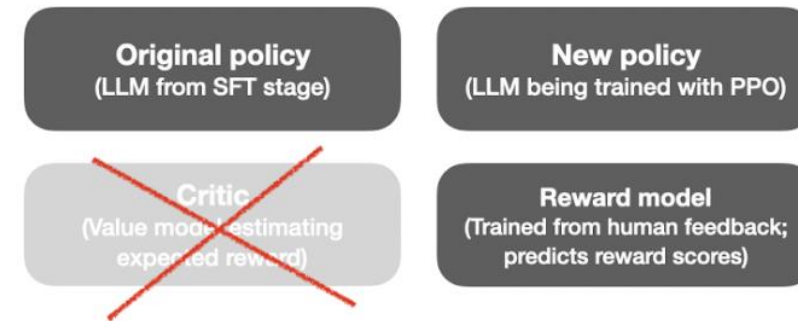 Original policy
(LLM from SFT stage)
New policy
(LLM being trained with PPO)
Critic
(Value model estimating
expected reward)
Reward model
(Trained from human feedback;
predicts reward scores)